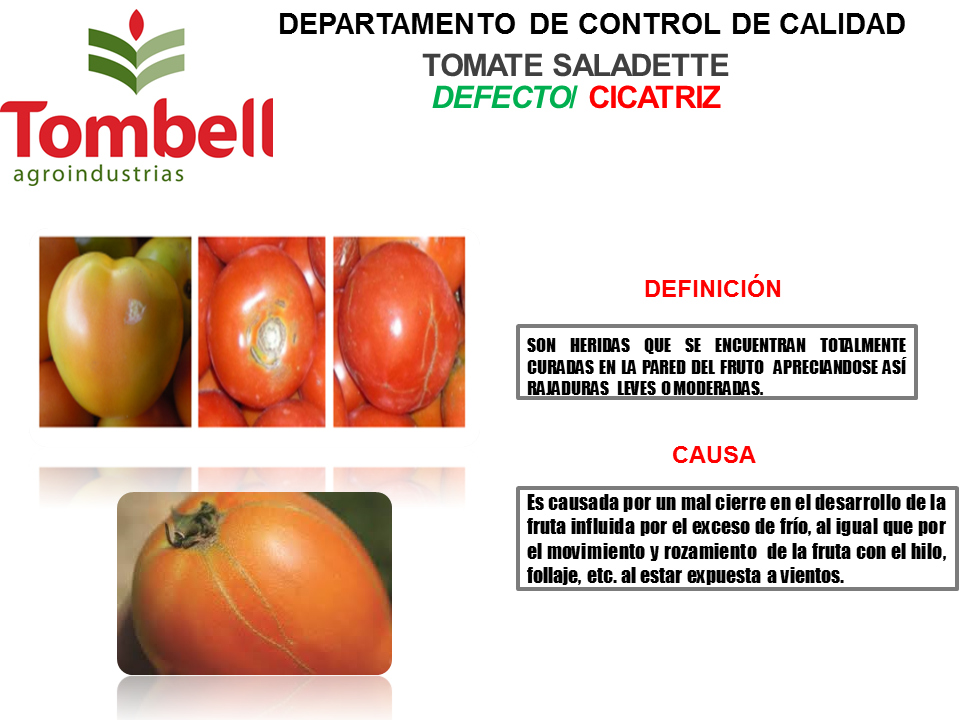 DEPARTAMENTO DE CONTROL DE CALIDAD
TOMATE SALADETTE
DEFECTO/ CICATRIZ
Tombell
agroindustrias
DEFINICIÓN
SON HERIDAS QUE SE ENCUENTRAN TOTALMENTE
CURADAS EN LA PARED DEL FRUTO APRECIANDOSE ASÍ
RAJADURAS LEVES O MODERADAS.
CAUSA
Es causada por un mal cierre en el desarrollo de la
fruta influida por el exceso de frío, al igual que por
el movimiento y rozamiento de la fruta con el hilo,
follaje, etc. al estar expuesta a vientos.